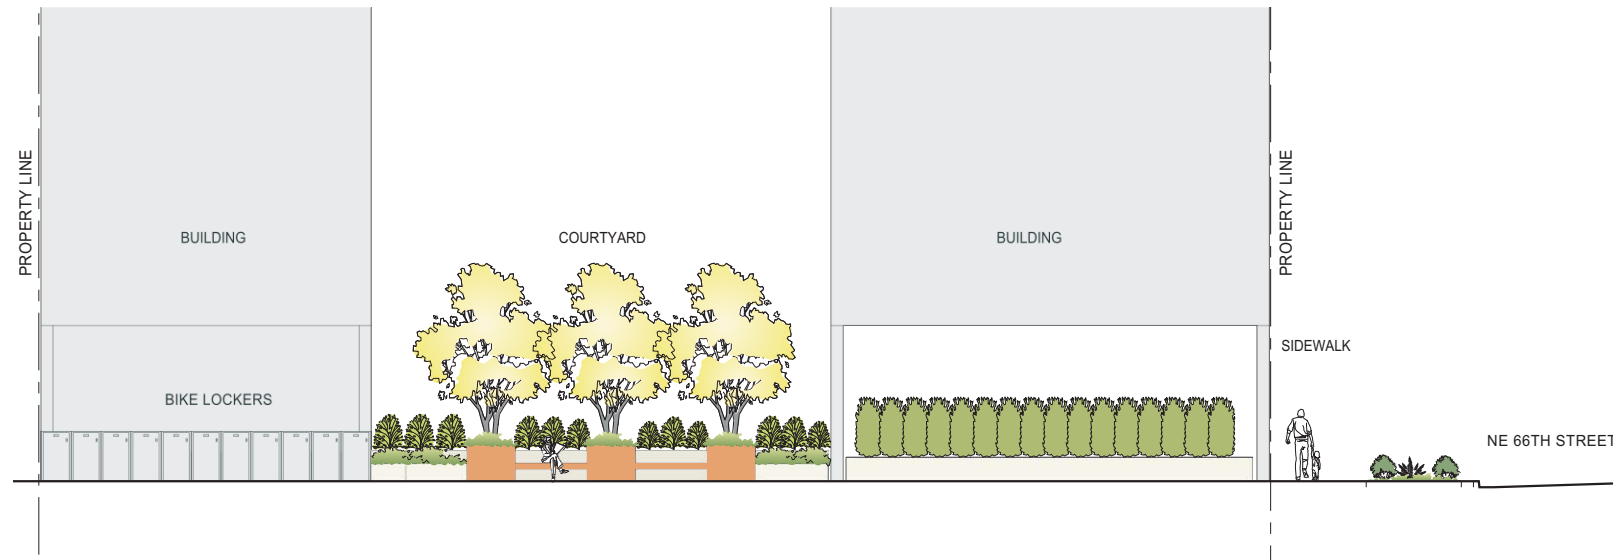 PROPERTY LINE
BUILDING
COURTYARD
BUILDING
PROPERTY LINE
SIDEWALK
BIKE LOCKERS
NE 66TH STREET